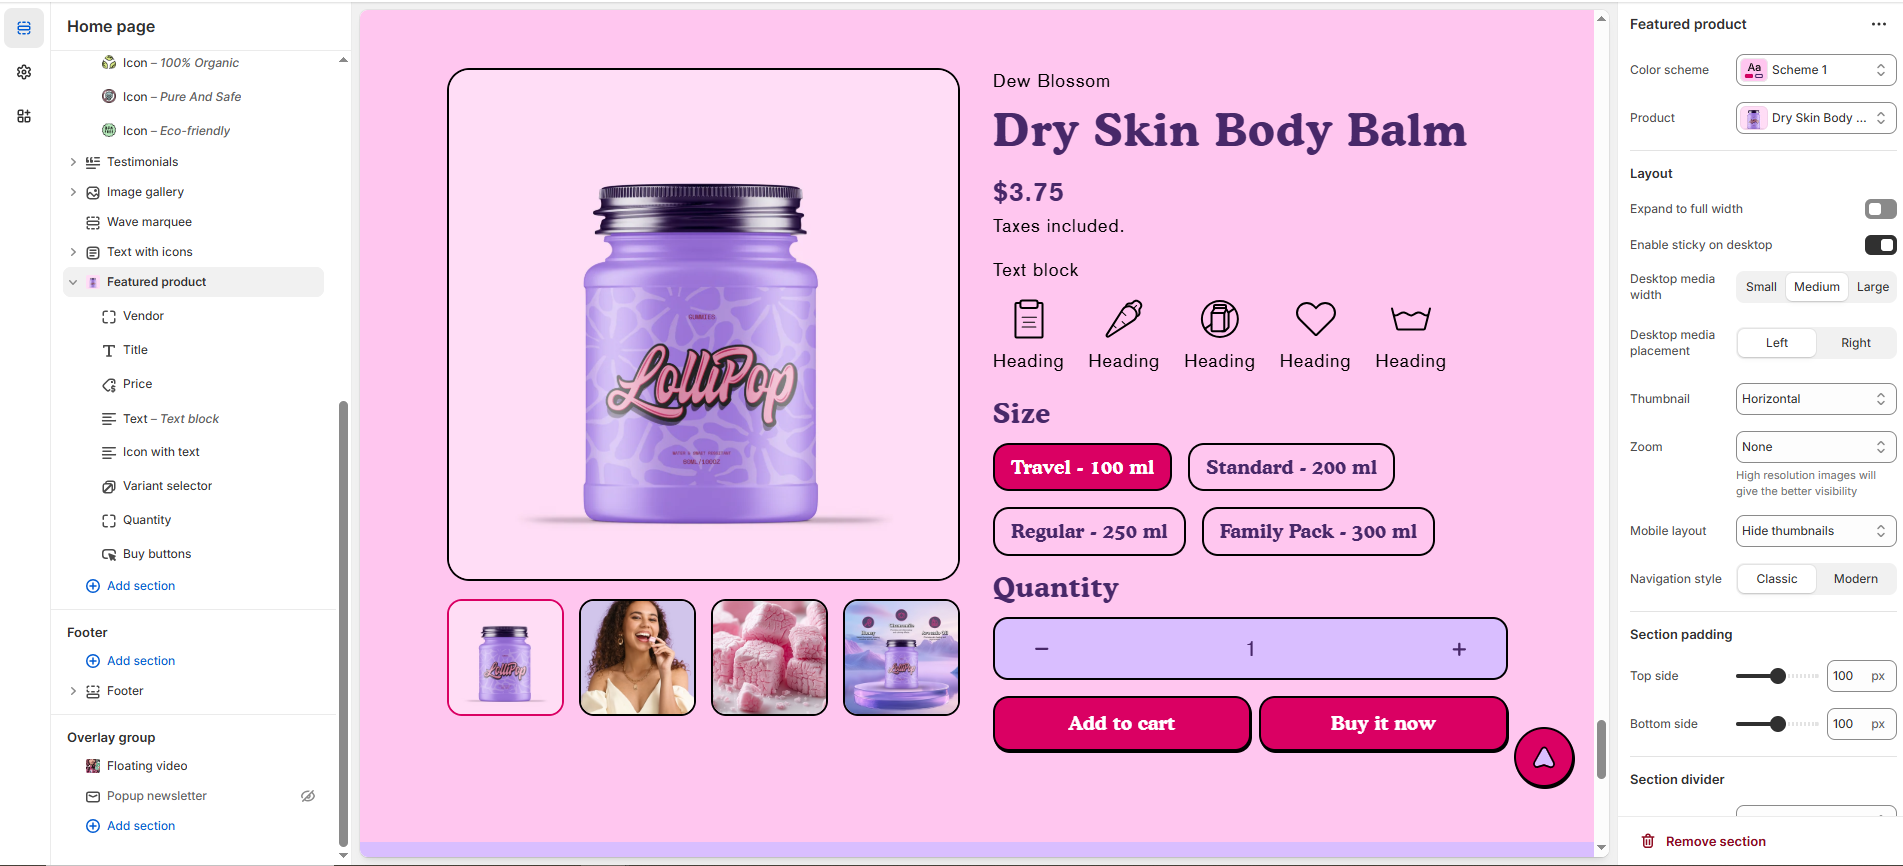 Home page
Icon – 100% Organic
Icon – Pure And Safe
Icon – Eco-friendly
Testimonials
Image gallery
Wave marquee
Text with icons
Featured product
Vendor
Title
Price
Text – Text block
Icon with text
Variant selector
Quantity
Buy buttons
Add section
Footer
Add section
Footer
Overlay group
Floating video
Popup newsletter
Add section
GUMMIES
LolliPop
Dew Blossom
Dry Skin Body Balm
$3.75
Taxes included.
Text block
Heading
Heading
Heading
Heading
Heading
Size
Travel - 100 ml
Standard - 200 ml
Regular - 250 ml
Family Pack - 300 ml
Quantity
− 1 +
Add to cart
Buy it now
LolliPop
Featured product
Color scheme
Aa
Scheme 1
Product
Dry Skin Body ...
Layout
Expand to full width
Enable sticky on desktop
Desktop media
width
Small
Medium
Large
Desktop media
placement
Left
Right
Thumbnail
Horizontal
Zoom
None
High resolution images will
give the better visibility
Mobile layout
Hide thumbnails
Navigation style
Classic
Modern
Section padding
Top side
100 px
Bottom side
100 px
Section divider
Remove section